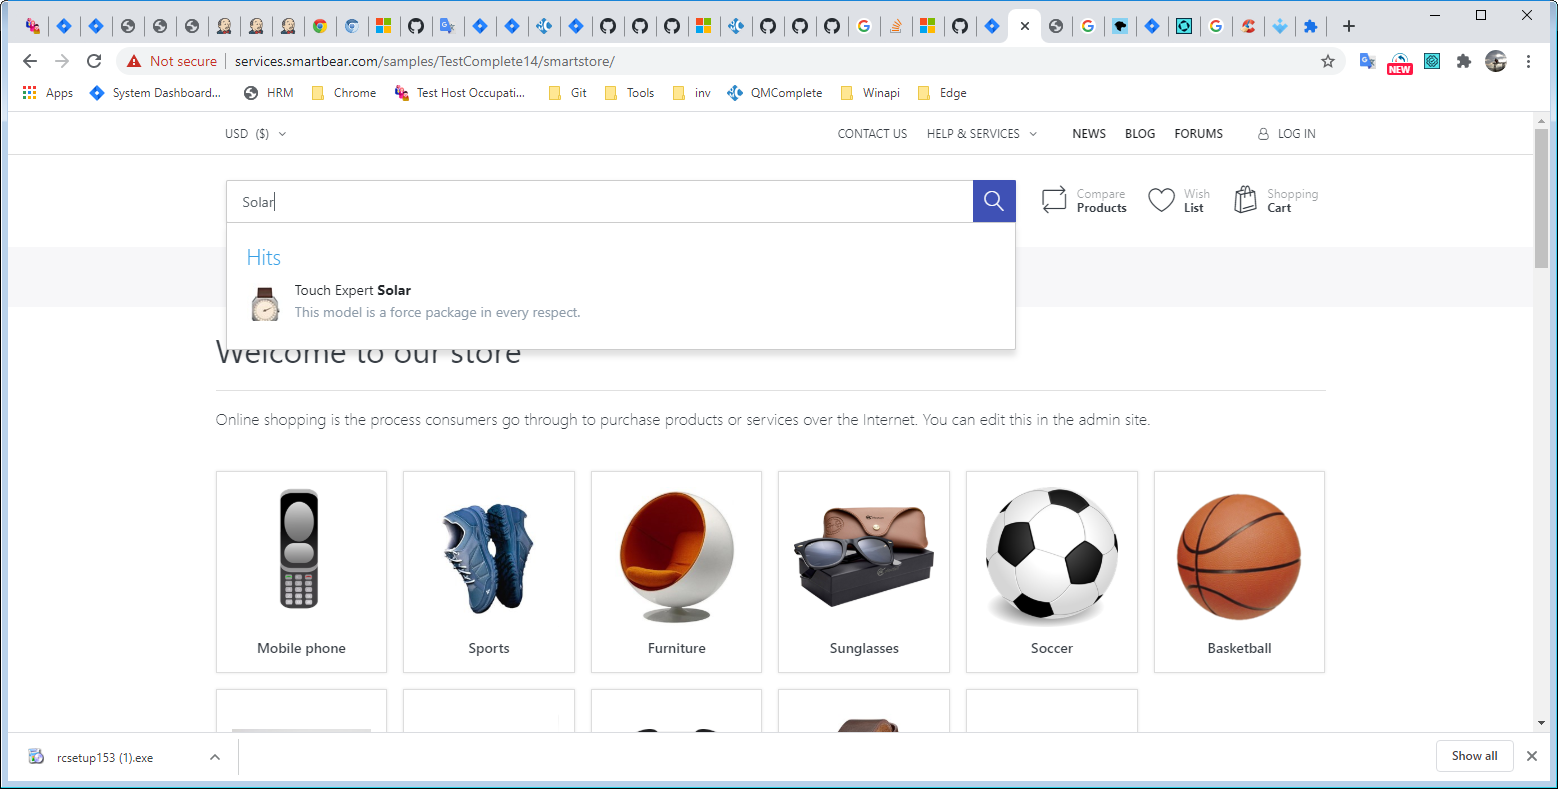 Not secure
services.smartbear.com/samples/TestComplete14/smartstore/
NEW
Apps
System Dashboard...
HRM
Chrome
Test Host Occupati...
Git
Tools
inv
QMComplete
Winapi
Edge
USD ($)
CONTACT US
HELP & SERVICES
NEWS
BLOG
FORUMS
LOG IN
Solar
Compare
Products
Wish
List
Shopping
Cart
Hits
Touch Expert Solar
This model is a force package in every respect.
Welcome to our store
Online shopping is the process consumers go through to purchase products or services over the Internet. You can edit this in the admin site.
Mobile phone
Sports
Furniture
Sunglasses
Soccer
Basketball
rcsetup153 (1).exe
Show all